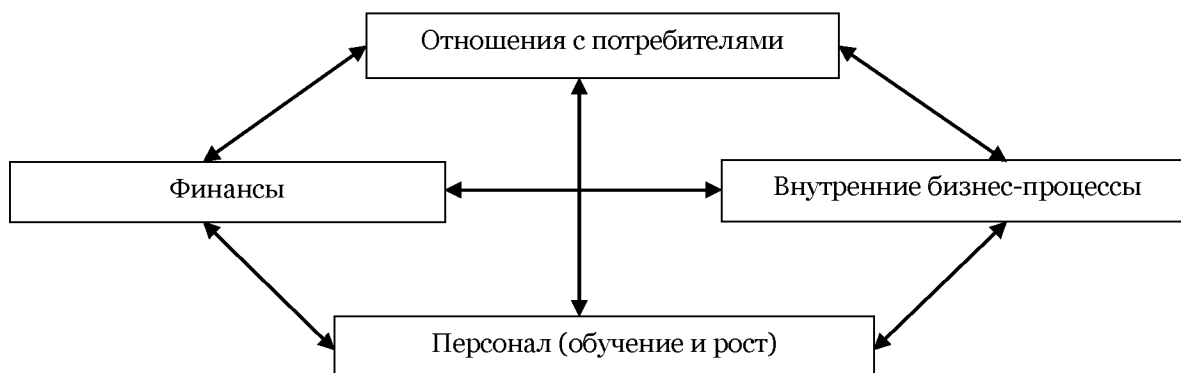 Отношения с потребителями
Финансы
Внутренние бизнес-процессы
Персонал (обучение и рост)